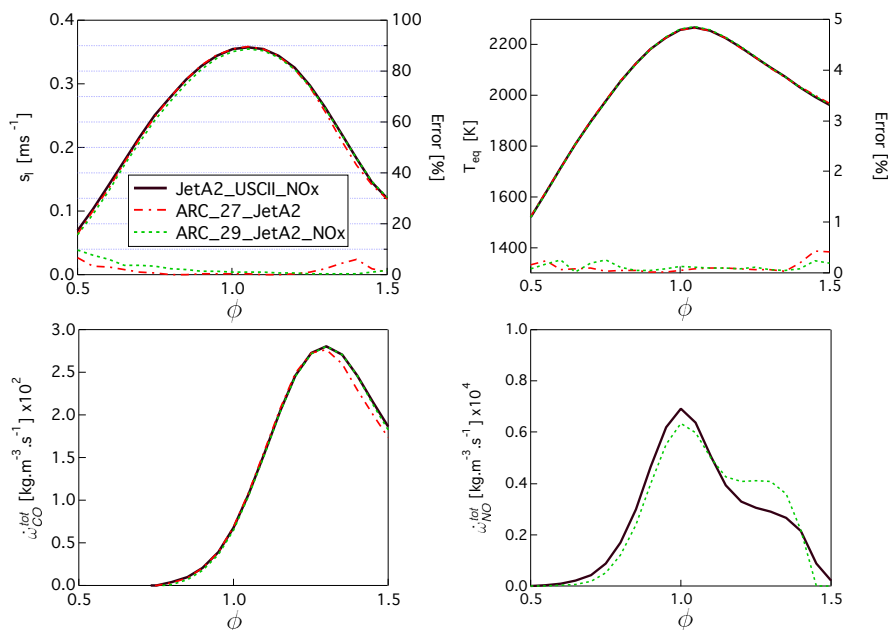 0.4
0.3
0.2
0.1
0.0
s_l [ms⁻¹]
100
80
60
40
20
0
Error [%]
0.5 1.0 1.5
ϕ
JetA2_USCII_NOx
ARC_27_JetA2
ARC_29_JetA2_NOx
2200
2000
1800
1600
1400
T_eq [K]
5
4
3
2
1
0
Error [%]
0.5 1.0 1.5
ϕ
3.0
2.5
2.0
1.5
1.0
0.5
0.0
ω̇_CO^tot [kg.m⁻³.s⁻¹] x10²
0.5 1.0 1.5
ϕ
1.0
0.8
0.6
0.4
0.2
0.0
ω̇_NO^tot [kg.m⁻³.s⁻¹] x10⁴
0.5 1.0 1.5
ϕ